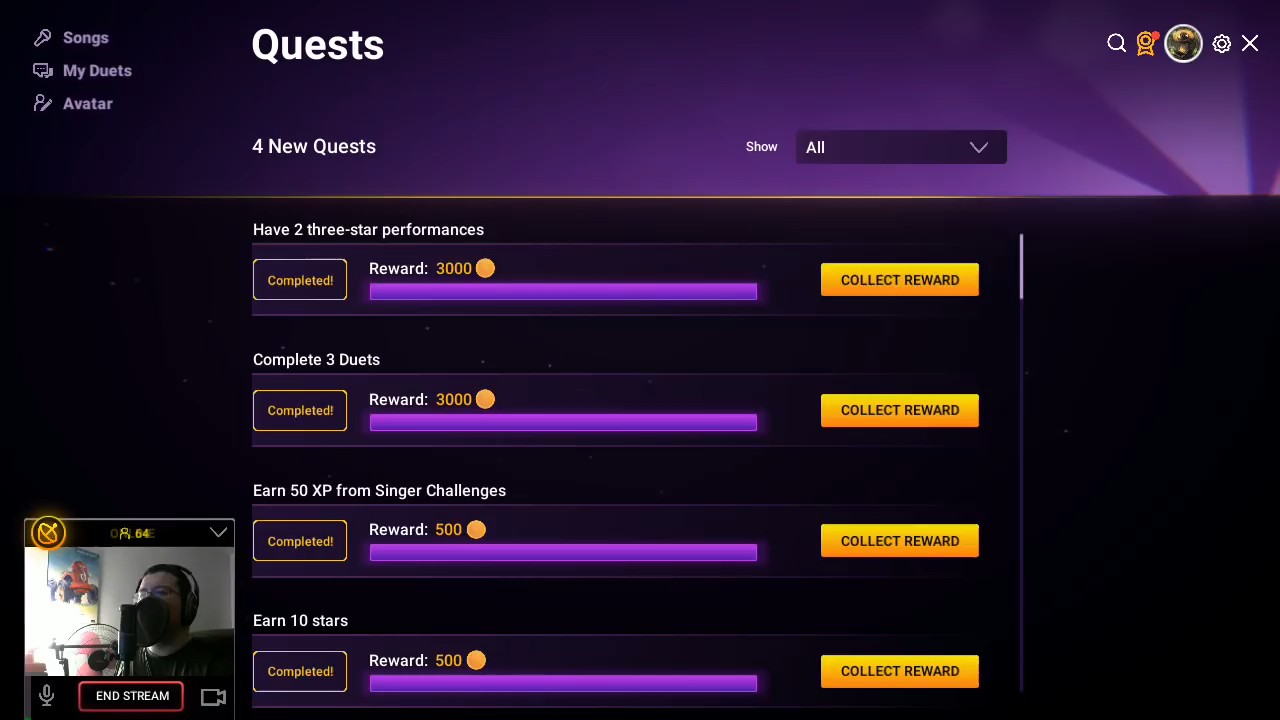 Songs
My Duets
Avatar
Quests
4 New Quests
Show
All
Have 2 three-star performances
Completed!
Reward: 3000
COLLECT REWARD
Complete 3 Duets
Completed!
Reward: 3000
COLLECT REWARD
Earn 50 XP from Singer Challenges
Completed!
Reward: 500
COLLECT REWARD
Earn 10 stars
Completed!
Reward: 500
COLLECT REWARD
64
END STREAM